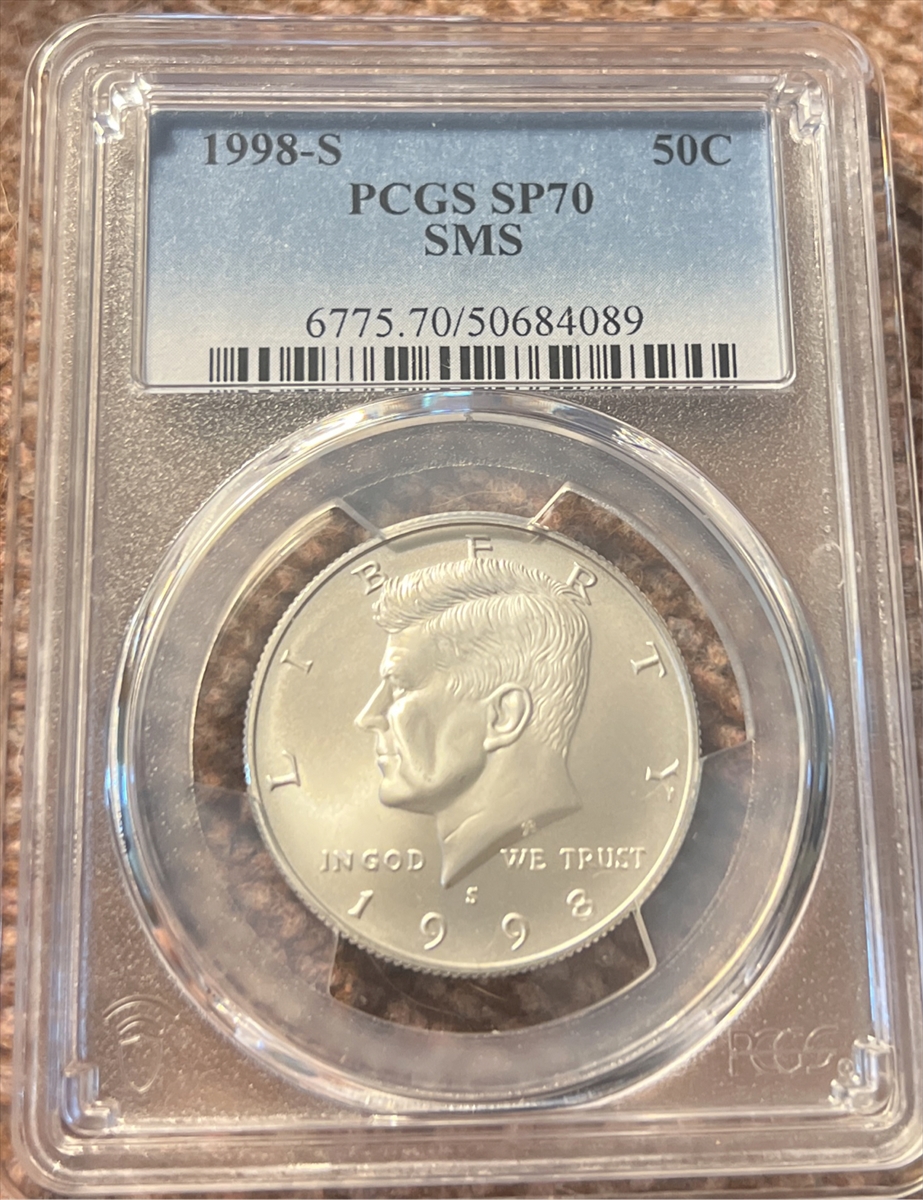 1998-S 50C
PCGS SP70
SMS
6775.70/50684089
LIBERTY
IN GOD WE TRUST
S
1998
PCGS